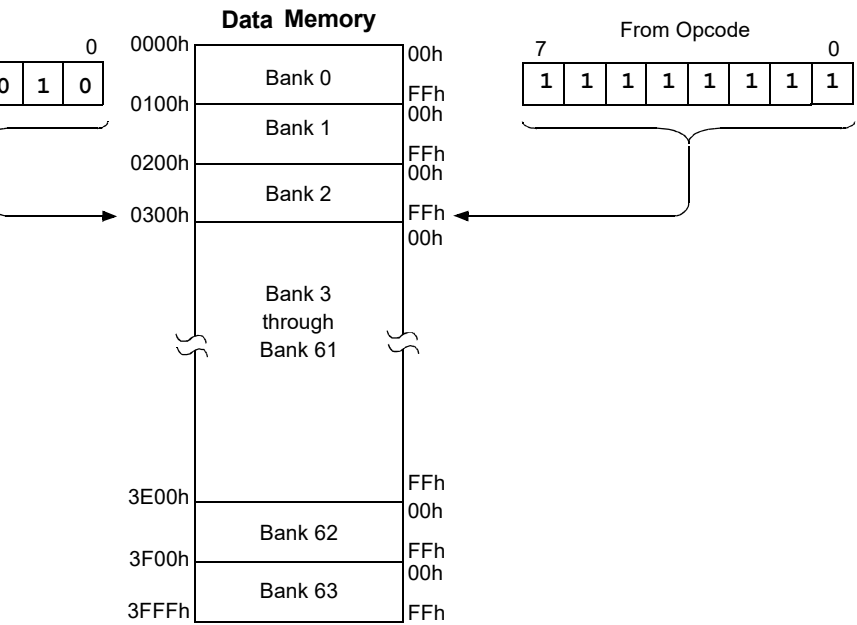 Data Memory
From Opcode
0
0 1 0
7 0
1 1 1 1 1 1 1 1
0000h
00h
Bank 0
FFh
0100h
00h
Bank 1
FFh
0200h
00h
Bank 2
FFh
0300h
00h
Bank 3
through
Bank 61
FFh
3E00h
00h
Bank 62
FFh
3F00h
00h
Bank 63
3FFFh
FFh